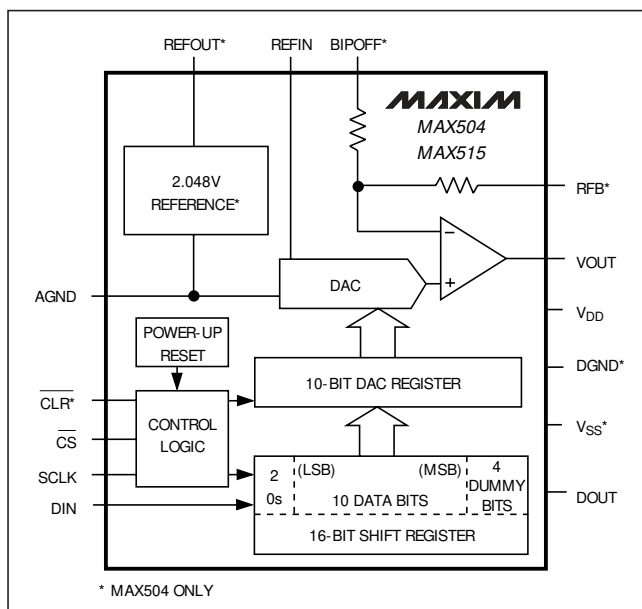 REFOUT* REFIN BIPOFF*
MAXIM
MAX504
MAX515
2.048V
REFERENCE*
RFB*
−
+
VOUT
DAC
AGND
VDD
POWER-UP
RESET
DGND*
10-BIT DAC REGISTER
CLR*
CONTROL
LOGIC
CS
VSS*
SCLK
2
0s
(LSB) (MSB)
10 DATA BITS
4
DUMMY
BITS
DOUT
DIN
16-BIT SHIFT REGISTER
* MAX504 ONLY